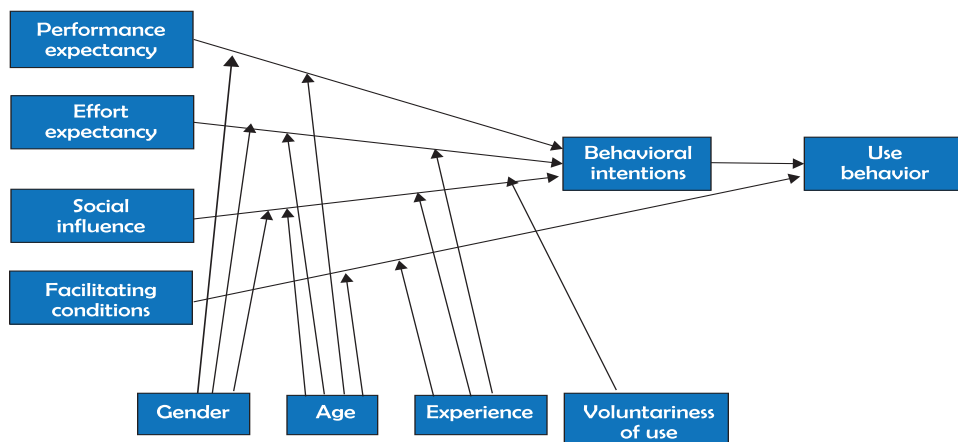 Performance
expectancy
Effort
expectancy
Social
influence
Facilitating
conditions
Behavioral
intentions
Use
behavior
Gender
Age
Experience
Voluntariness
of use